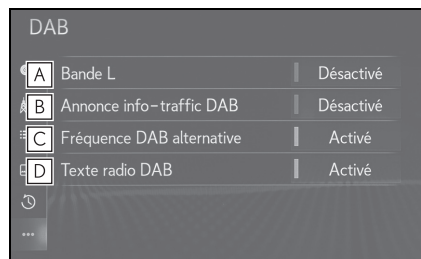 DAB
A Bande L Désactivé
B Annonce info-traffic DAB Désactivé
C Fréquence DAB alternative Activé
D Texte radio DAB Activé